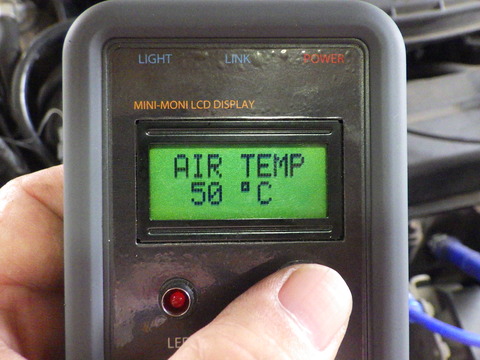 LIGHT LINK POWER
MINI-MONI LCD DISPLAY
AIR TEMP
50 °C